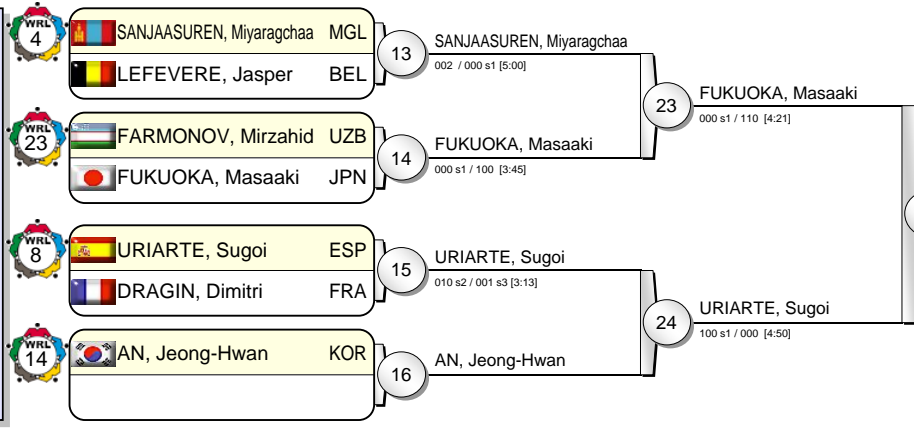 WRL 4 SANJAASUREN, Miyaragchaa MGL
LEFEVERE, Jasper BEL
13
SANJAASUREN, Miyaragchaa
002 / 000 s1 [5:00]
WRL 23 FARMONOV, Mirzahid UZB
FUKUOKA, Masaaki JPN
14
FUKUOKA, Masaaki
000 s1 / 100 [3:45]
23
FUKUOKA, Masaaki
000 s1 / 110 [4:21]
WRL 8 URIARTE, Sugoi ESP
DRAGIN, Dimitri FRA
15
URIARTE, Sugoi
010 s2 / 001 s3 [3:13]
WRL 14 AN, Jeong-Hwan KOR
16
AN, Jeong-Hwan
24
URIARTE, Sugoi
100 s1 / 000 [4:50]